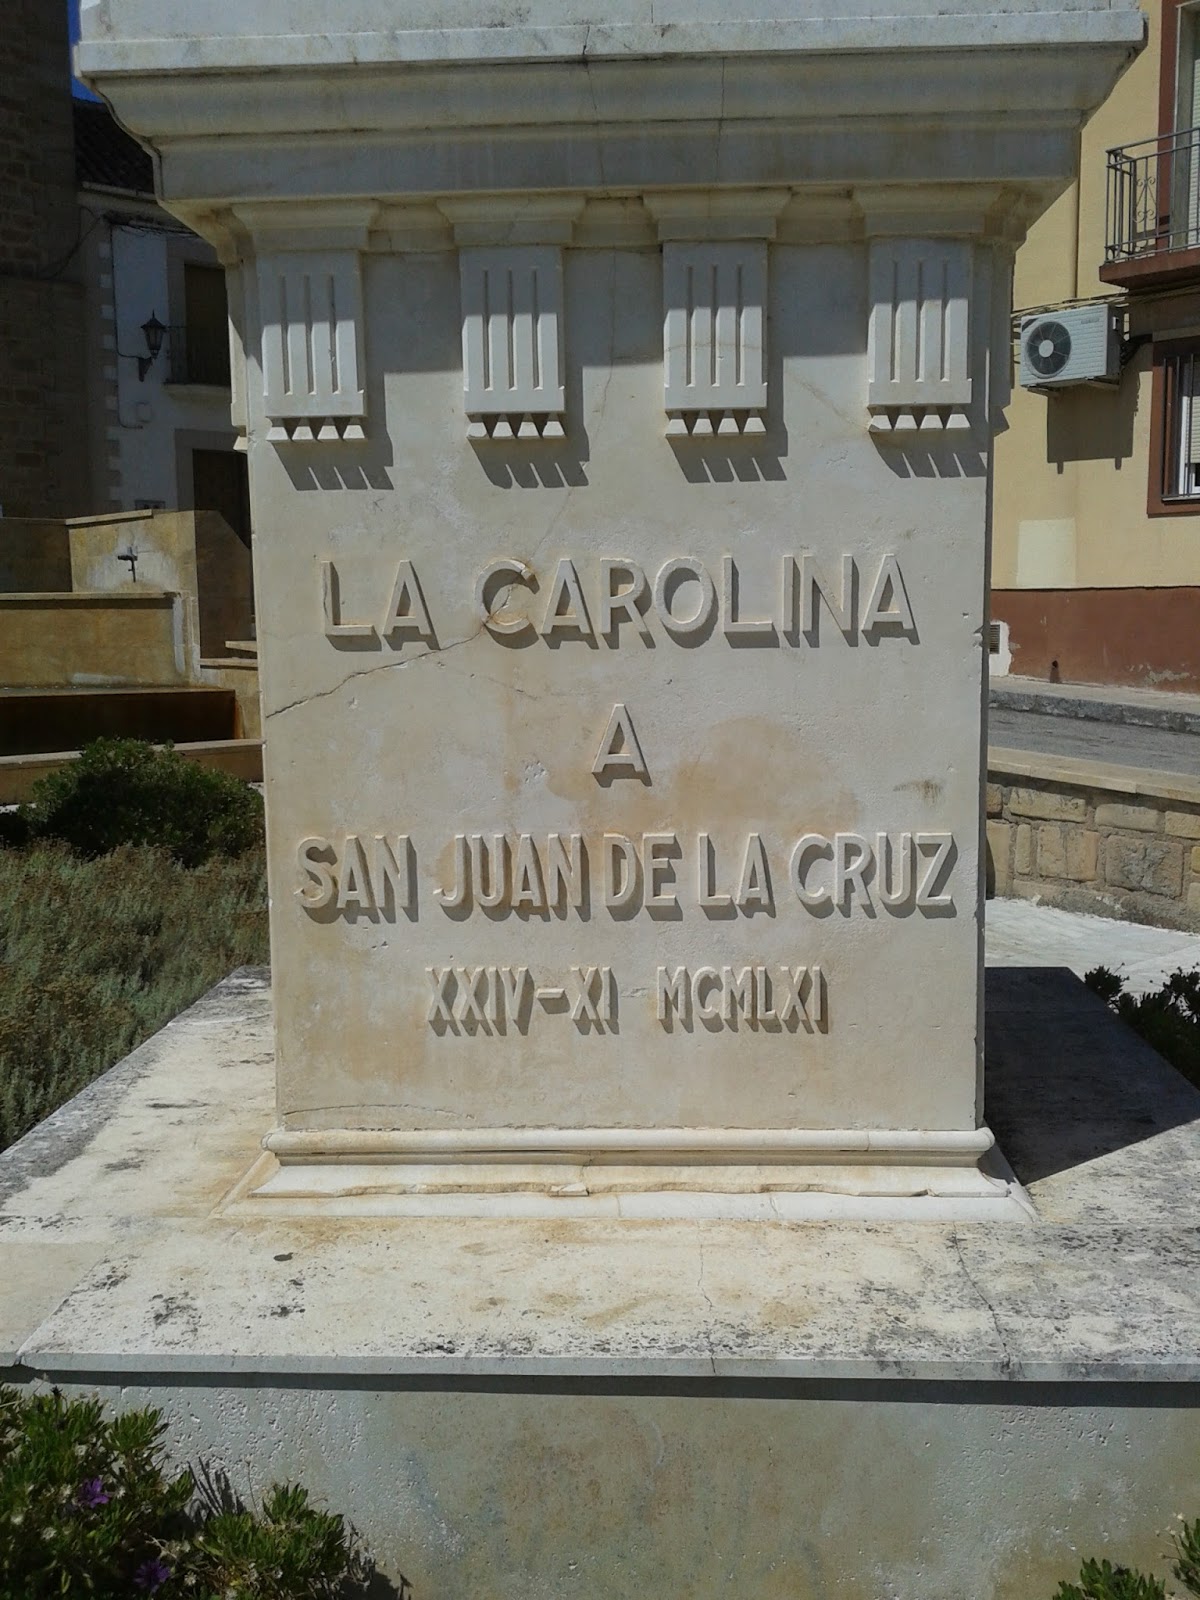 LA CAROLINA
A
SAN JUAN DE LA CRUZ
XXIV-XI MCMLXI